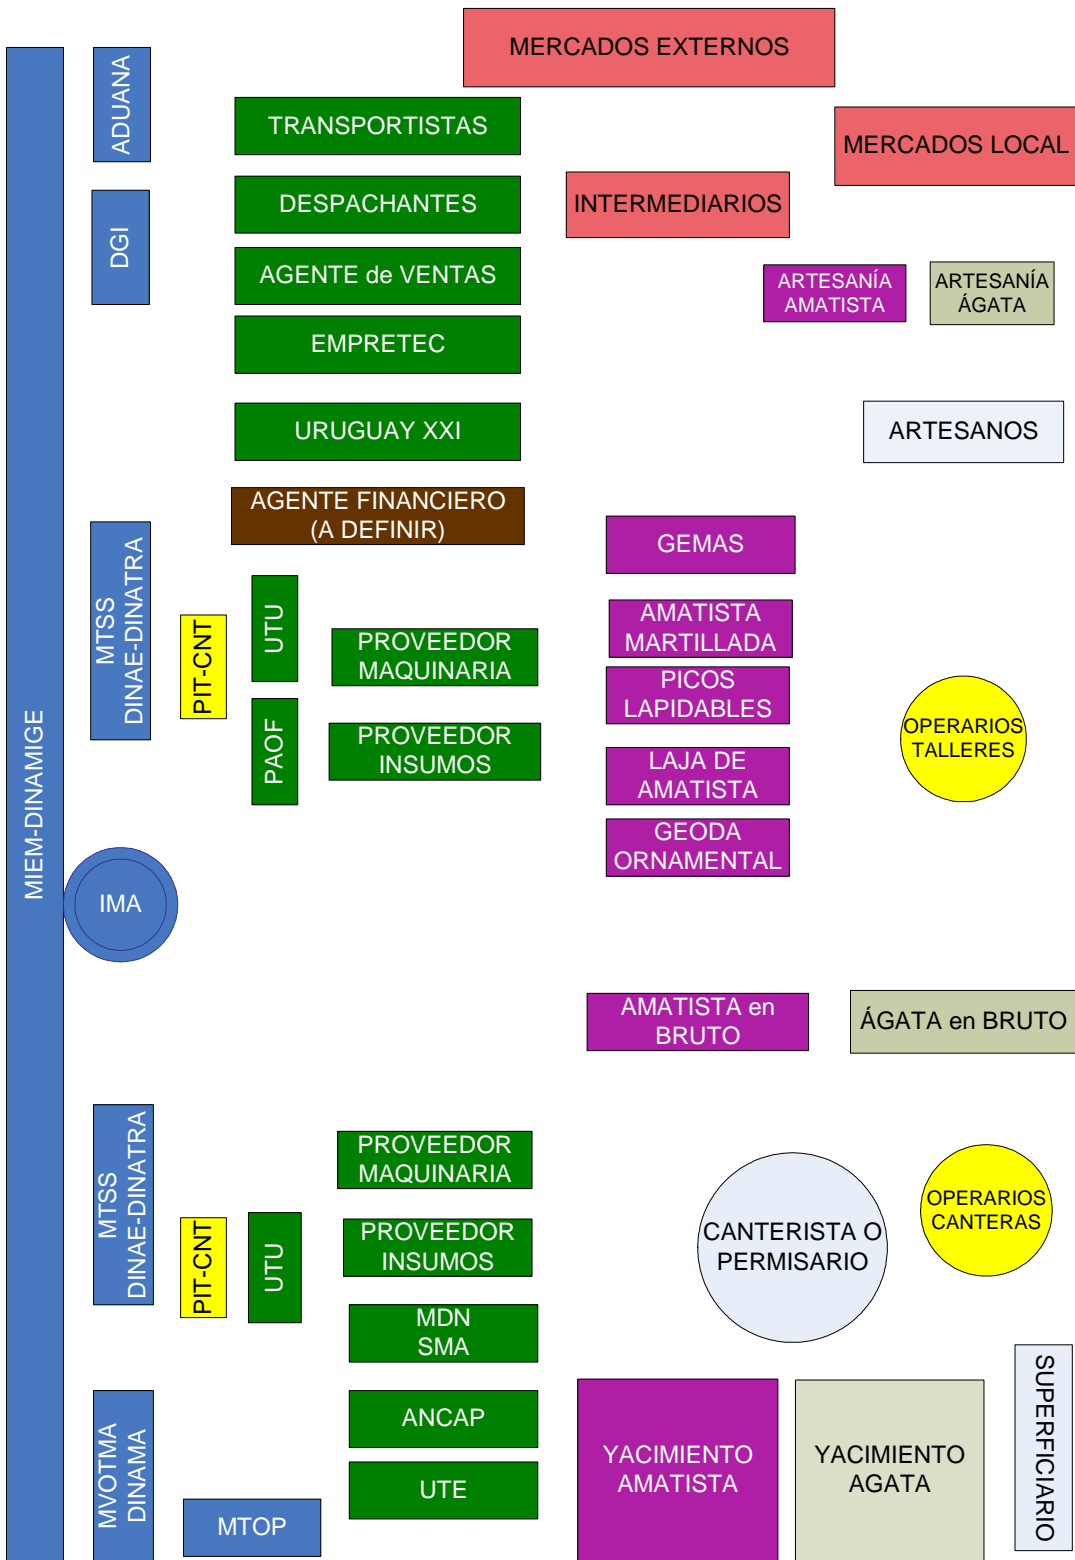 MERCADOS EXTERNOS
ADUANA
TRANSPORTISTAS
MERCADOS LOCAL
DESPACHANTES
INTERMEDIARIOS
DGI
AGENTE de VENTAS
ARTESANÍA
AMATISTA
ARTESANÍA
ÁGATA
EMPRETEC
URUGUAY XXI
ARTESANOS
AGENTE FINANCIERO
(A DEFINIR)
GEMAS
MTSS
DINAE-DINATRA
UTU
PIT-CNT
PROVEEDOR
MAQUINARIA
AMATISTA
MARTILLADA
PICOS
LAPIDABLES
OPERARIOS
TALLERES
PAOF
PROVEEDOR
INSUMOS
LAJA DE
AMATISTA
GEODA
ORNAMENTAL
MIEM-DINAMIGE
IMA
AMATISTA en
BRUTO
ÁGATA en BRUTO
MTSS
DINAE-DINATRA
PROVEEDOR
MAQUINARIA
CANTERISTA O
PERMISARIO
OPERARIOS
CANTERAS
PIT-CNT
UTU
PROVEEDOR
INSUMOS
MDN
SMA
SUPERFICIARIO
MVOTMA
DINAMA
ANCAP
YACIMIENTO
AMATISTA
YACIMIENTO
AGATA
UTE
MTOP